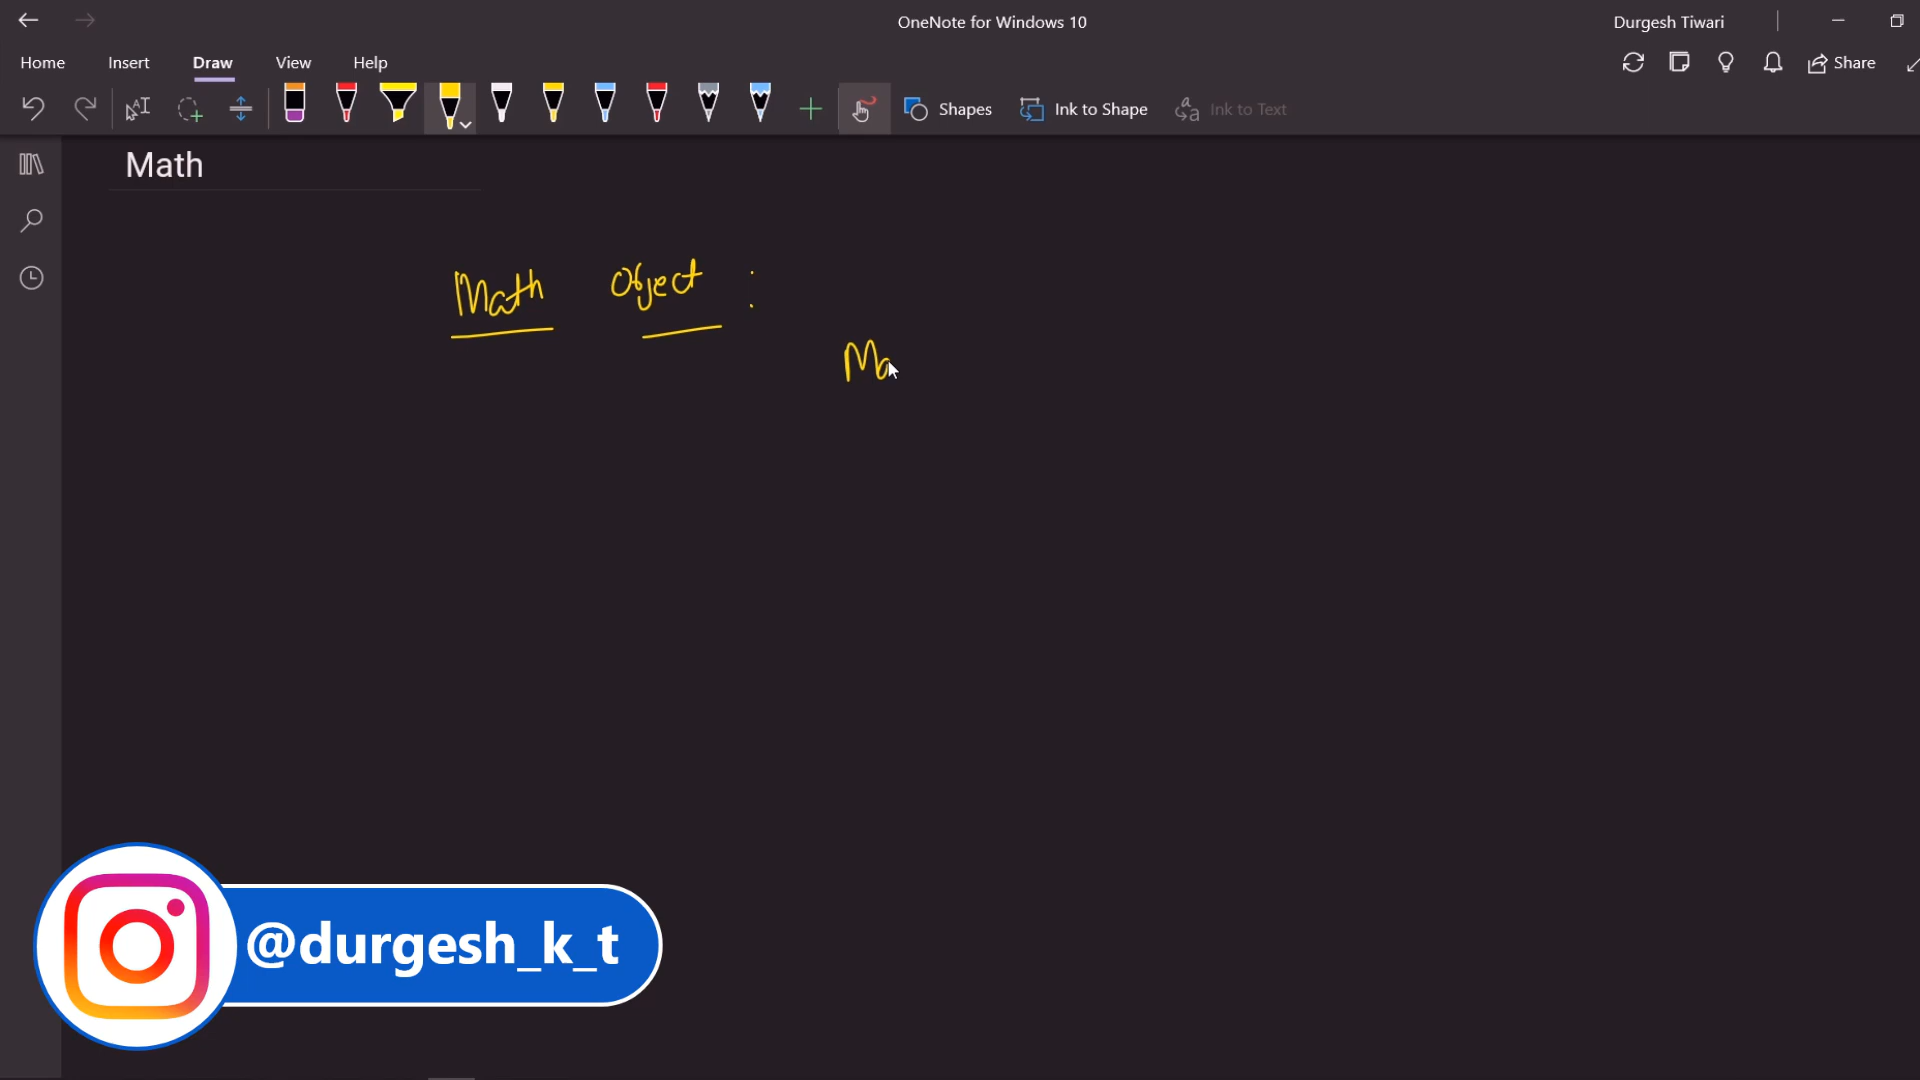 OneNote for Windows 10
Durgesh Tiwari
Home Insert Draw View Help
Share
Shapes Ink to Shape Ink to Text
Math
Math Object :
Ma
@durgesh_k_t